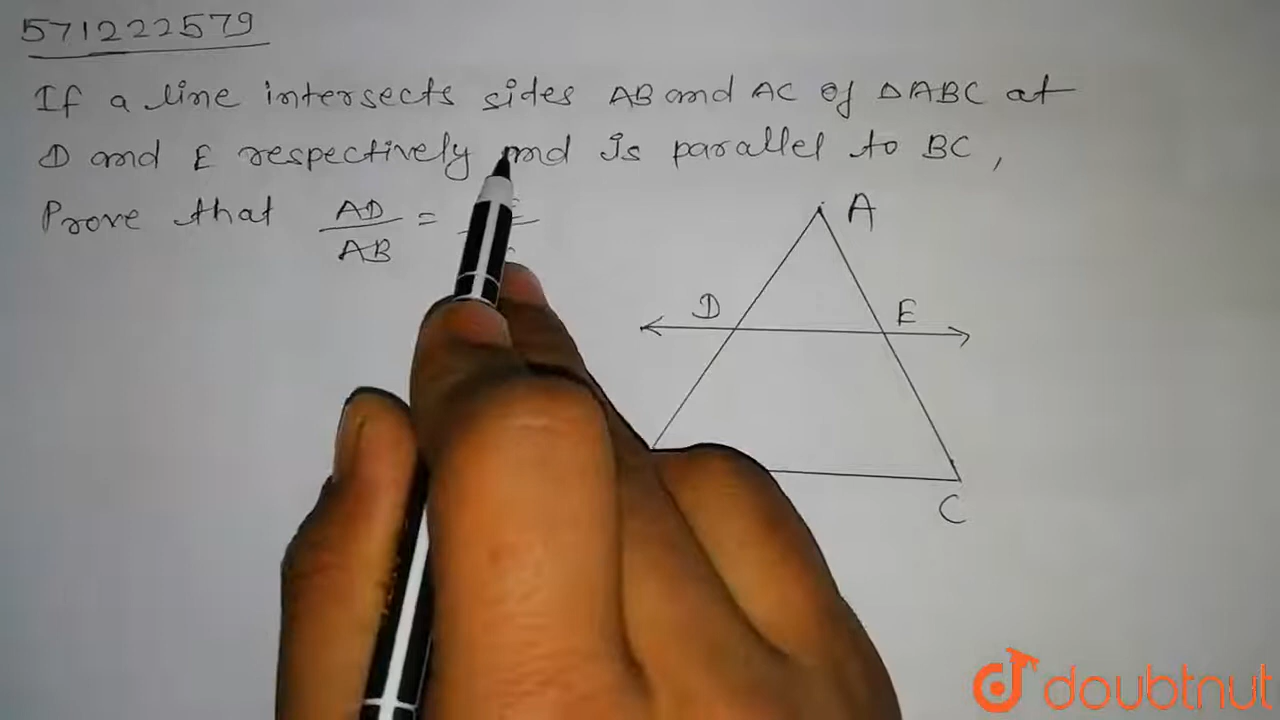 571222579
If a line intersects sides AB and AC of △ABC at
D and E respectively and is parallel to BC,
Prove that AD/AB =
A
D
E
C
doubtnut